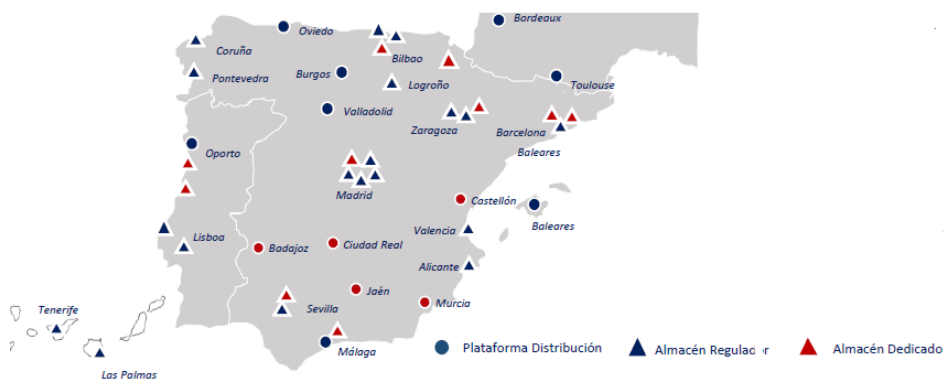 Bordeaux
Oviedo
Coruña
Bilbao
Pontevedra
Burgos
Logroño
Toulouse
Valladolid
Zaragoza
Barcelona
Baleares
Oporto
Madrid
Castellón
Baleares
Valencia
Lisboa
Badajoz
Ciudad Real
Alicante
Jaén
Murcia
Sevilla
Tenerife
Málaga
Las Palmas
Plataforma Distribución
Almacén Regulador
Almacén Dedicado